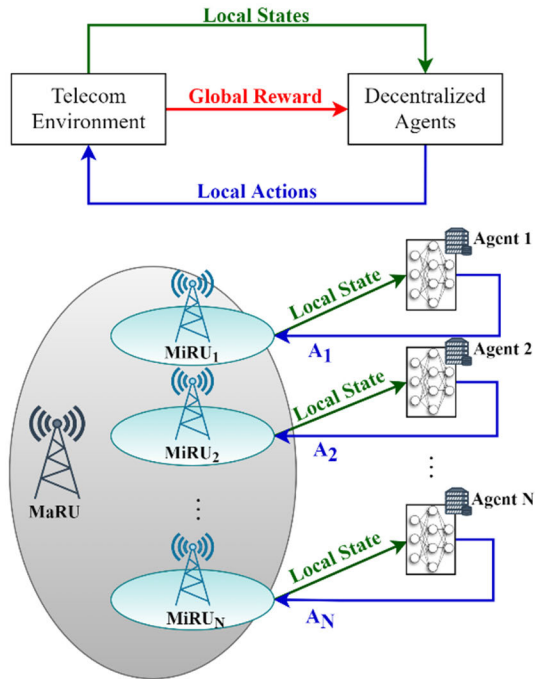 Local States
Telecom
Environment
Global Reward
Decentralized
Agents
Local Actions
MaRU
MiRU1
Local State
A1
Agent 1
MiRU2
Local State
A2
Agent 2
⋮
⋮
MiRUN
Local State
AN
Agent N